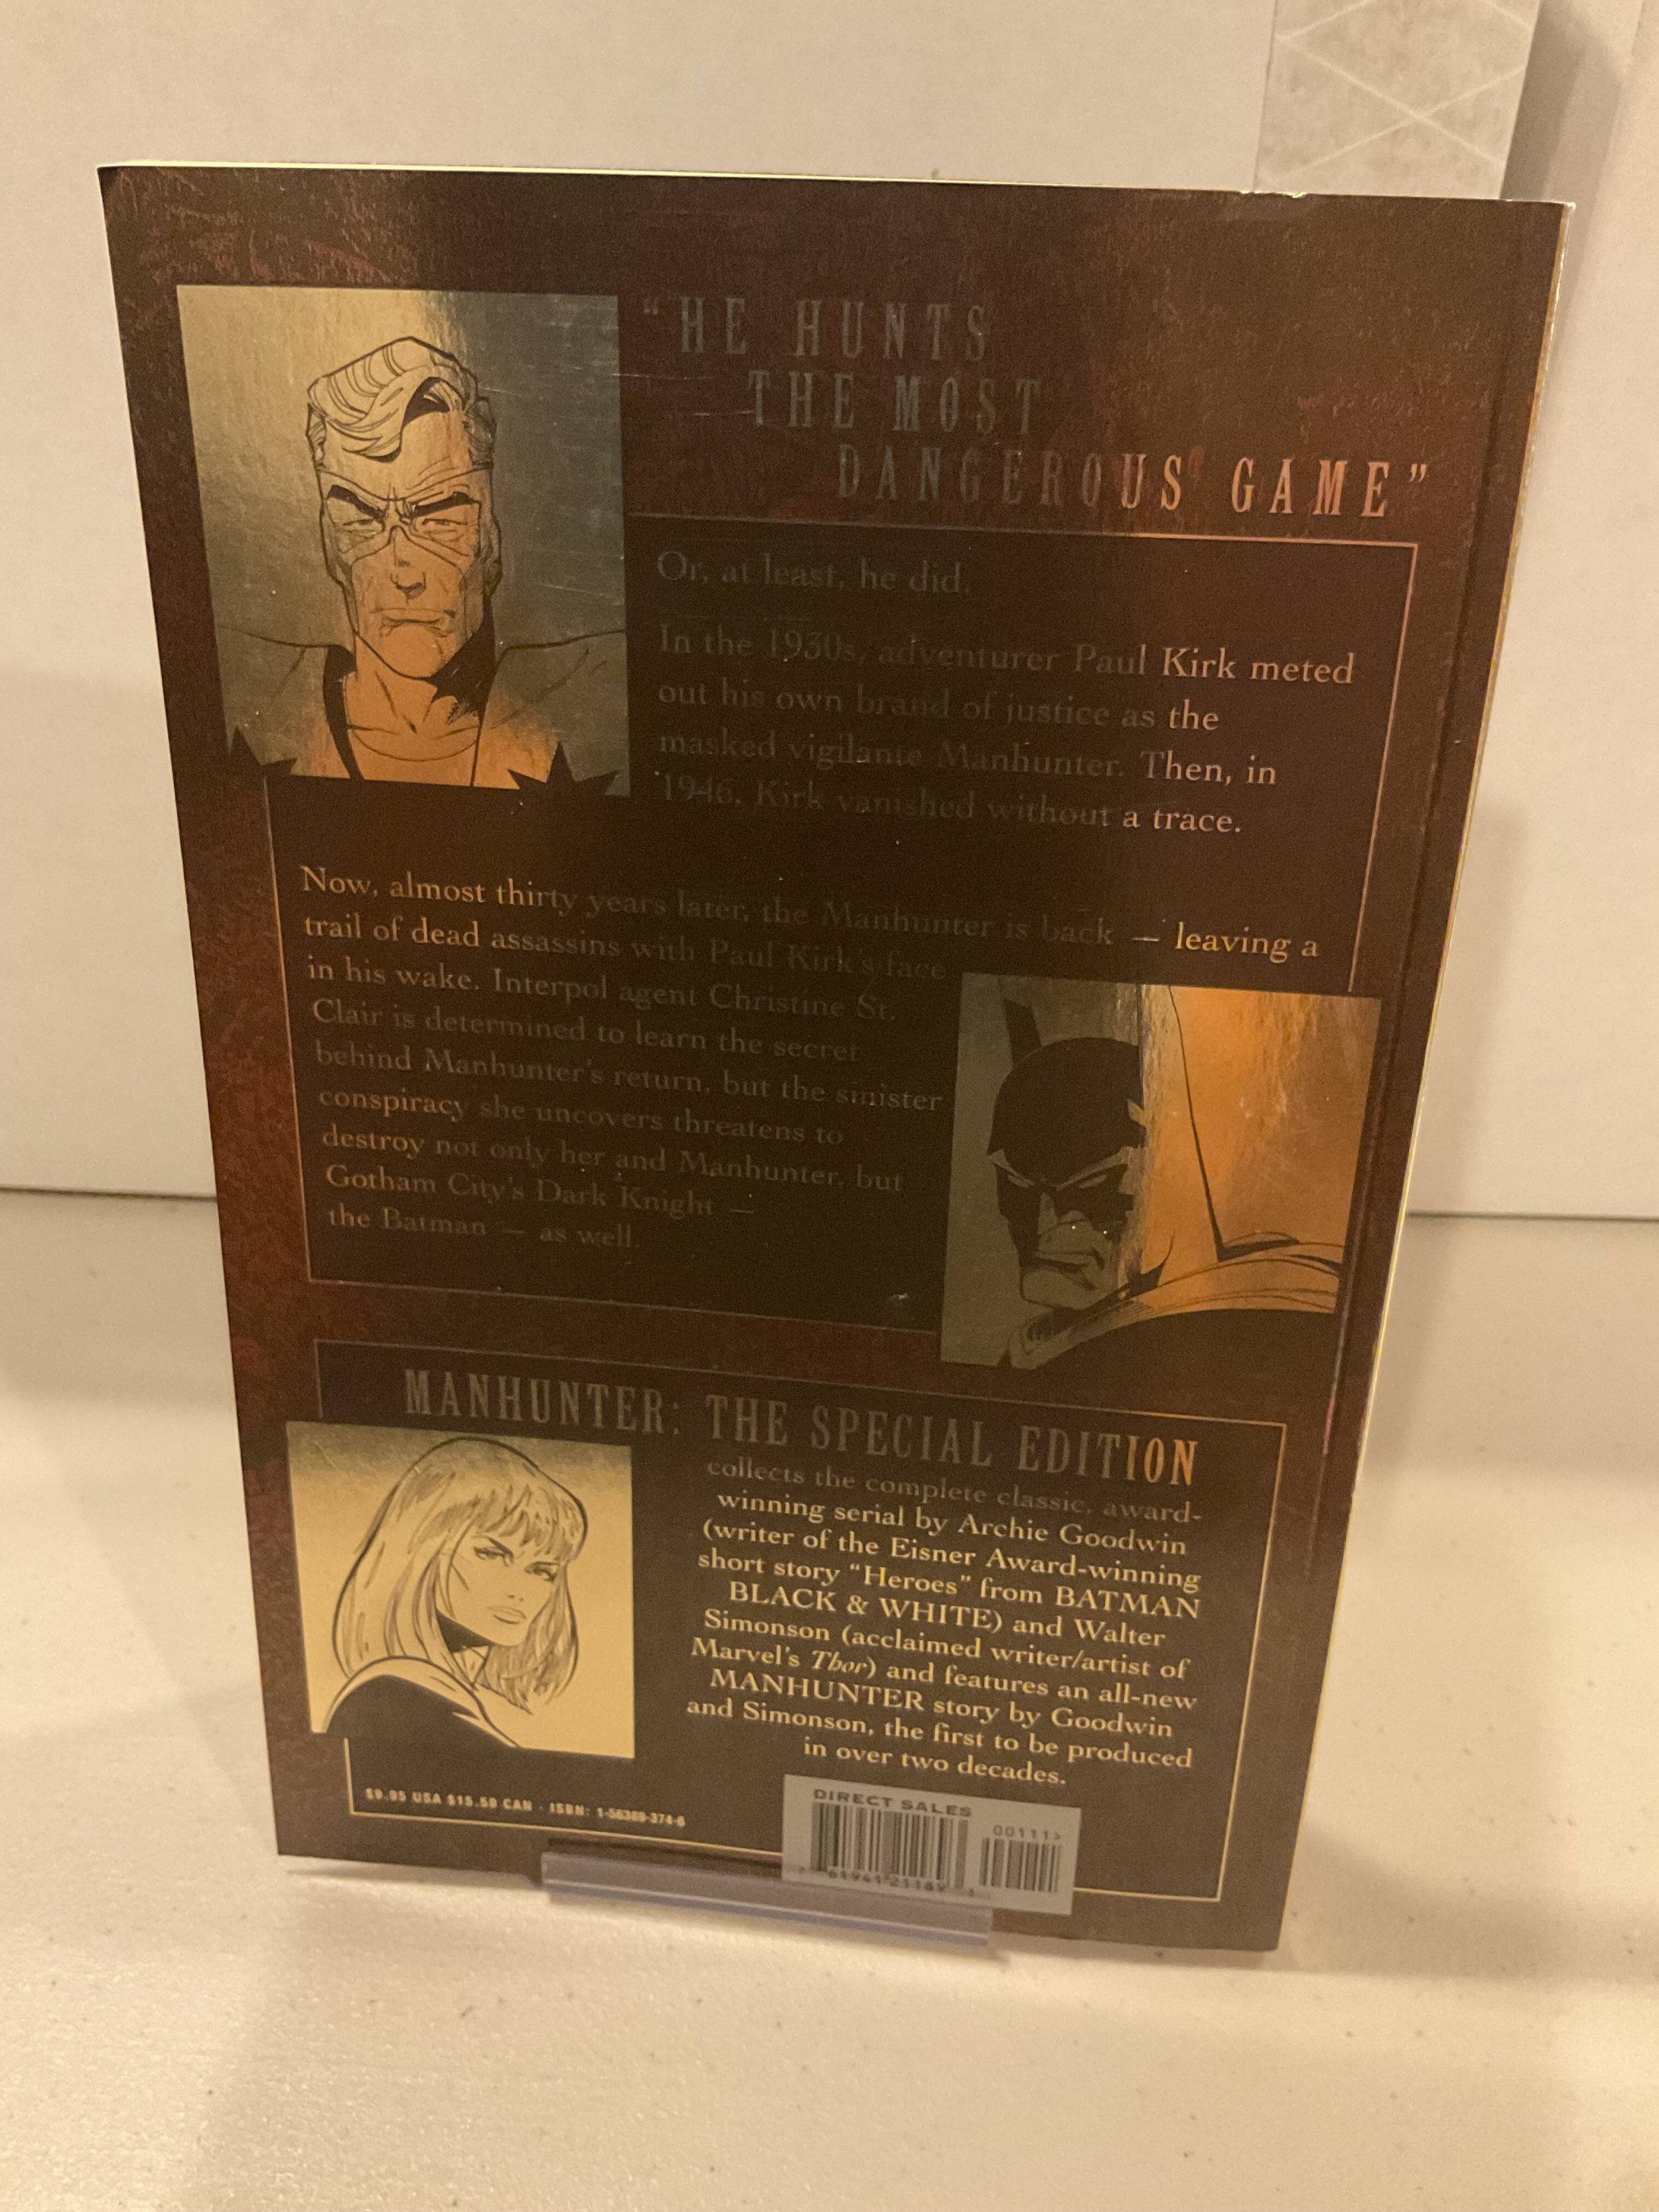 "HE HUNTS
THE MOST
DANGEROUS GAME"
Or, at least, he did.
In the 1930s, adventurer Paul Kirk meted
out his own brand of justice as the
masked vigilante Manhunter. Then, in
1946, Kirk vanished without a trace.
Now, almost thirty years later, the Manhunter is back — leaving a
trail of dead assassins with Paul Kirk's face
in his wake. Interpol agent Christine St.
Clair is determined to learn the secret
behind Manhunter's return, but the sinister
conspiracy she uncovers threatens to
destroy not only her and Manhunter, but
Gotham City's Dark Knight —
the Batman — as well.
MANHUNTER: THE SPECIAL EDITION
collects the complete classic, award-
winning serial by Archie Goodwin
(writer of the Eisner Award-winning
short story "Heroes" from BATMAN
BLACK & WHITE) and Walter
Simonson (acclaimed writer/artist of
Marvel's Thor) and features an all-new
MANHUNTER story by Goodwin
and Simonson, the first to be produced
in over two decades.
$9.95 USA $15.50 CAN · ISBN: 1-56389-374-6
DIRECT SALES
00111>